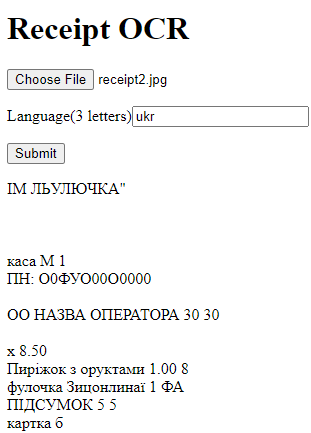 Receipt OCR
Choose File receipt2.jpg
Language(3 letters) ukr
Submit
ІМ ЛЬУЛЮЧКА"
каса М 1
ПН: О0ФУО00О0000
ОО НАЗВА ОПЕРАТОРА 30 30
х 8.50
Пиріжок з оруктами 1.00 8
фулочка Зицонлинаї 1 ФА
ПІДСУМОК 5 5
картка б